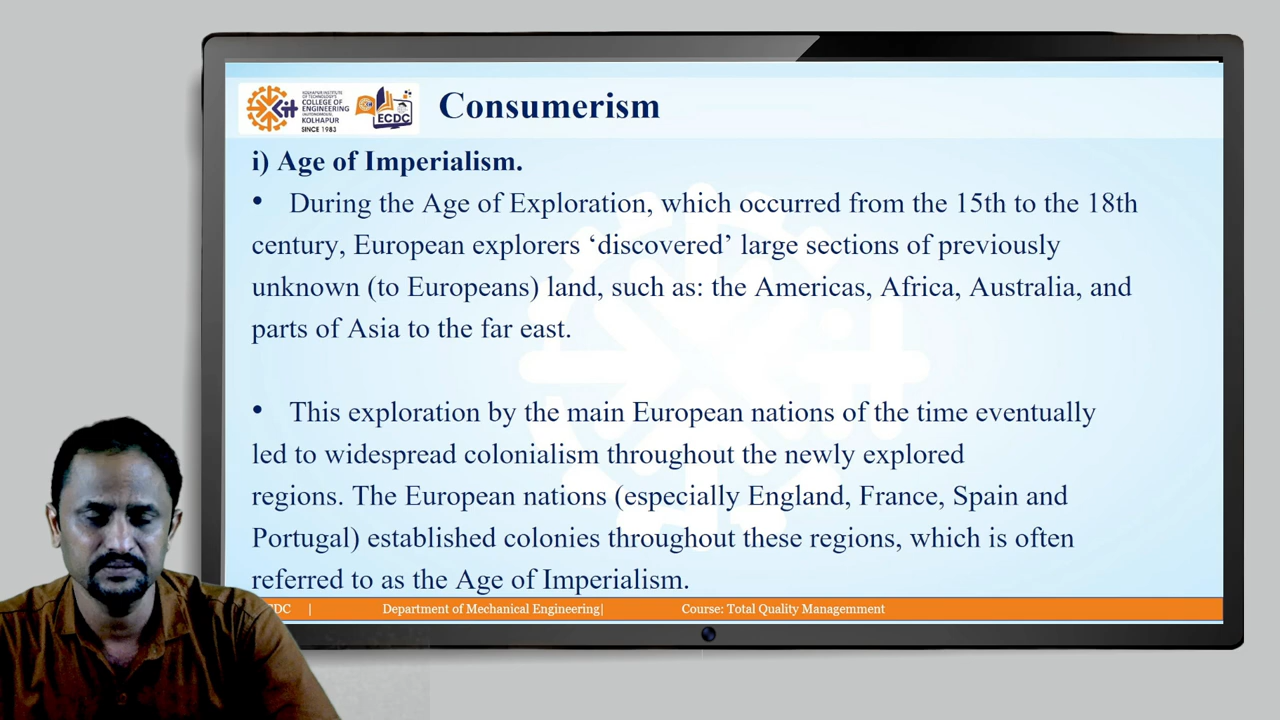 KOLHAPUR INSTITUTE
OF TECHNOLOGY'S
COLLEGE OF
ENGINEERING
(AUTONOMOUS),
KOLHAPUR
SINCE 1983
ECDC
Consumerism
i) Age of Imperialism.
• During the Age of Exploration, which occurred from the 15th to the 18th
century, European explorers ‘discovered’ large sections of previously
unknown (to Europeans) land, such as: the Americas, Africa, Australia, and
parts of Asia to the far east.
• This exploration by the main European nations of the time eventually
led to widespread colonialism throughout the newly explored
regions. The European nations (especially England, France, Spain and
Portugal) established colonies throughout these regions, which is often
referred to as the Age of Imperialism.
DC | Department of Mechanical Engineering| Course: Total Quality Managemment